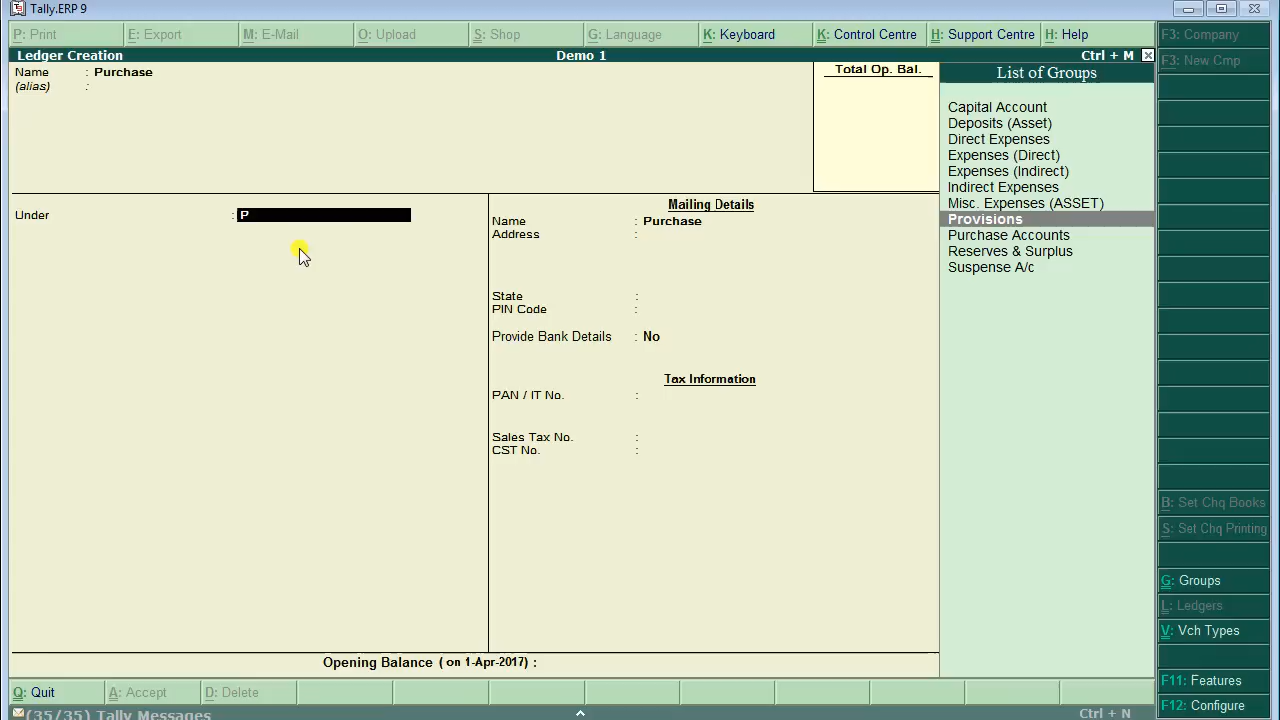 Tally.ERP 9
P: Print E: Export M: E-Mail O: Upload S: Shop G: Language K: Keyboard K: Control Centre H: Support Centre H: Help
F3: Company
Ledger Creation Demo 1 Ctrl + M
F3: New Cmp
Name : Purchase
(alias) :
Total Op. Bal.
Under : P
Mailing Details
Name : Purchase
Address :
State :
PIN Code :
Provide Bank Details : No
Tax Information
PAN / IT No. :
Sales Tax No. :
CST No. :
Opening Balance ( on 1-Apr-2017) :
List of Groups
Capital Account
Deposits (Asset)
Direct Expenses
Expenses (Direct)
Expenses (Indirect)
Indirect Expenses
Misc. Expenses (ASSET)
Provisions
Purchase Accounts
Reserves & Surplus
Suspense A/c
B: Set Chq Books
S: Set Chq Printing
G: Groups
L: Ledgers
V: Vch Types
F11: Features
F12: Configure
Q: Quit A: Accept D: Delete
(35/35) Tally Messages Ctrl + N